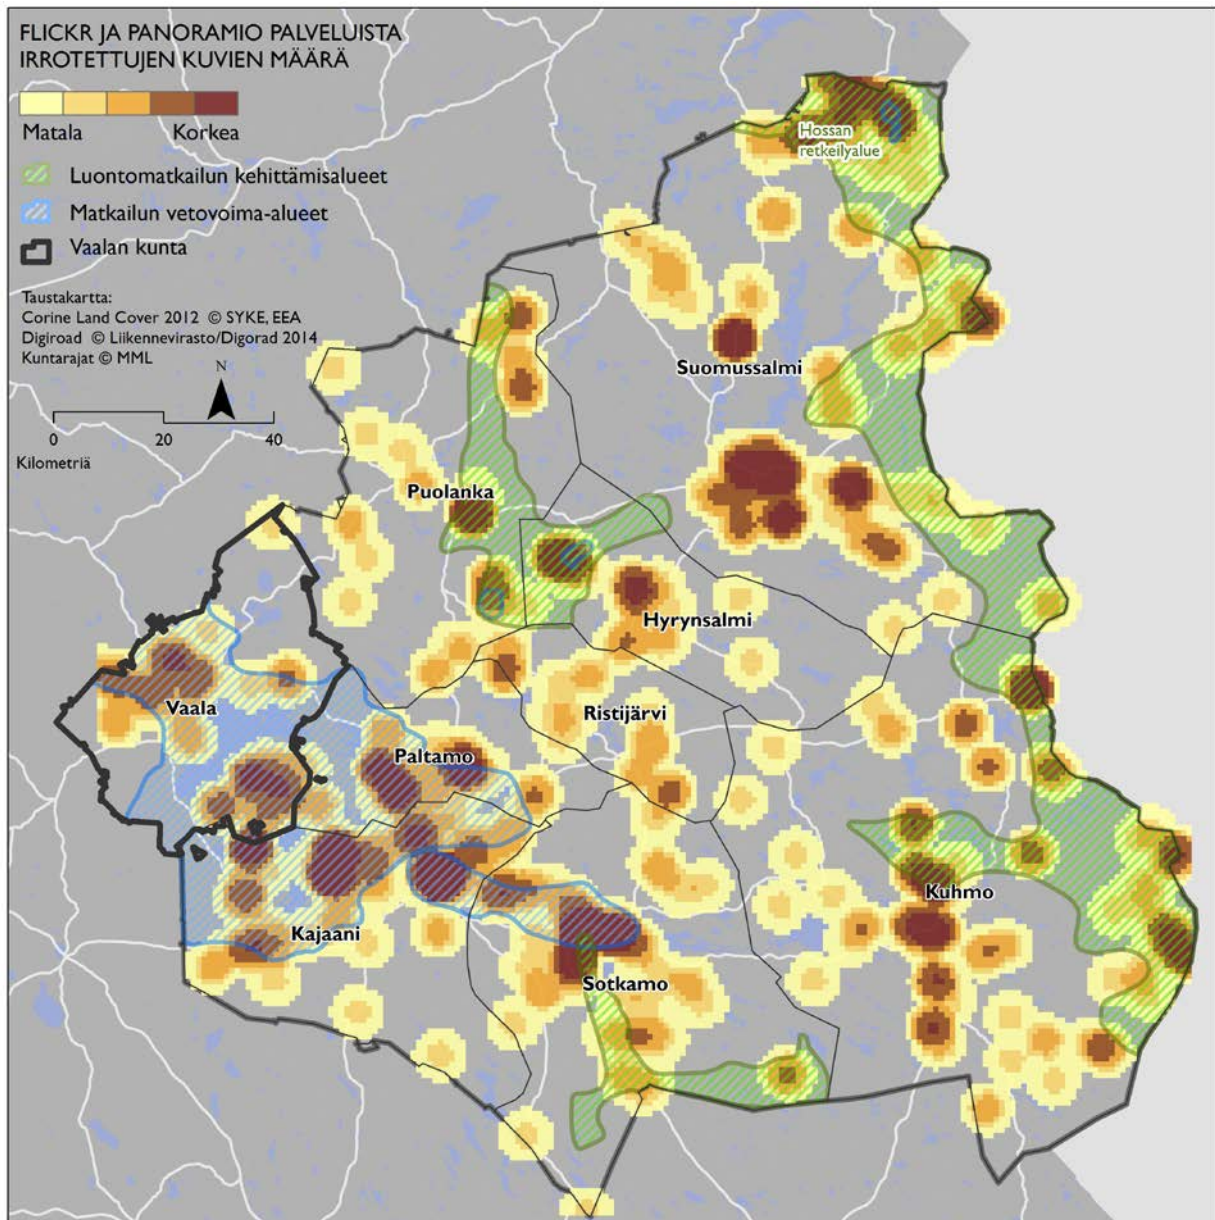 FLICKR JA PANORAMIO PALVELUISTA
IRROTETTUJEN KUVIEN MÄÄRÄ
Matala Korkea
Luontomatkailun kehittämisalueet
Matkailun vetovoima-alueet
Vaalan kunta
Taustakartta:
Corine Land Cover 2012 © SYKE, EEA
Digiroad © Liikennevirasto/Digorad 2014
Kuntarajat © MML
N
0 20 40
Kilometriä
Hossan
retkeilyalue
Suomussalmi
Puolanka
Hyrynsalmi
Vaala
Ristijärvi
Paltamo
Kuhmo
Kajaani
Sotkamo